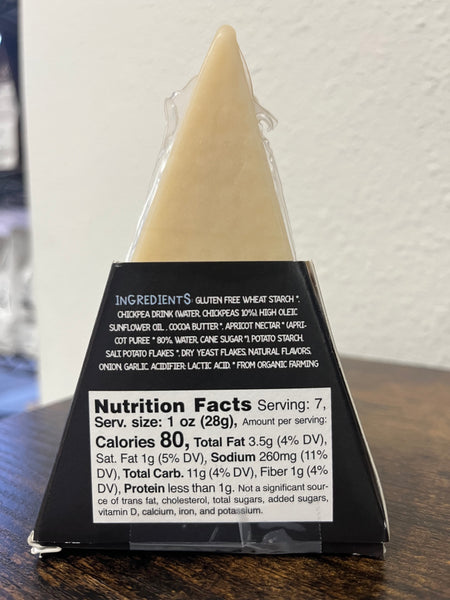 INGREDIENTS: GLUTEN FREE WHEAT STARCH *,
CHICKPEA DRINK (WATER, CHICKPEAS 10%), HIGH OLEIC
SUNFLOWER OIL , COCOA BUTTER *, APRICOT NECTAR * (APRI-
COT PUREE * 80%, WATER, CANE SUGAR *), POTATO STARCH,
SALT, POTATO FLAKES *, DRY YEAST FLAKES, NATURAL FLAVORS,
ONION, GARLIC, ACIDIFIER: LACTIC ACID. * FROM ORGANIC FARMING
Nutrition Facts Serving: 7,
Serv. size: 1 oz (28g), Amount per serving:
Calories 80, Total Fat 3.5g (4% DV),
Sat. Fat 1g (5% DV), Sodium 260mg (11%
DV), Total Carb. 11g (4% DV), Fiber 1g (4%
DV), Protein less than 1g. Not a significant sour-
ce of trans fat, cholesterol, total sugars, added sugars,
vitamin D, calcium, iron, and potassium.